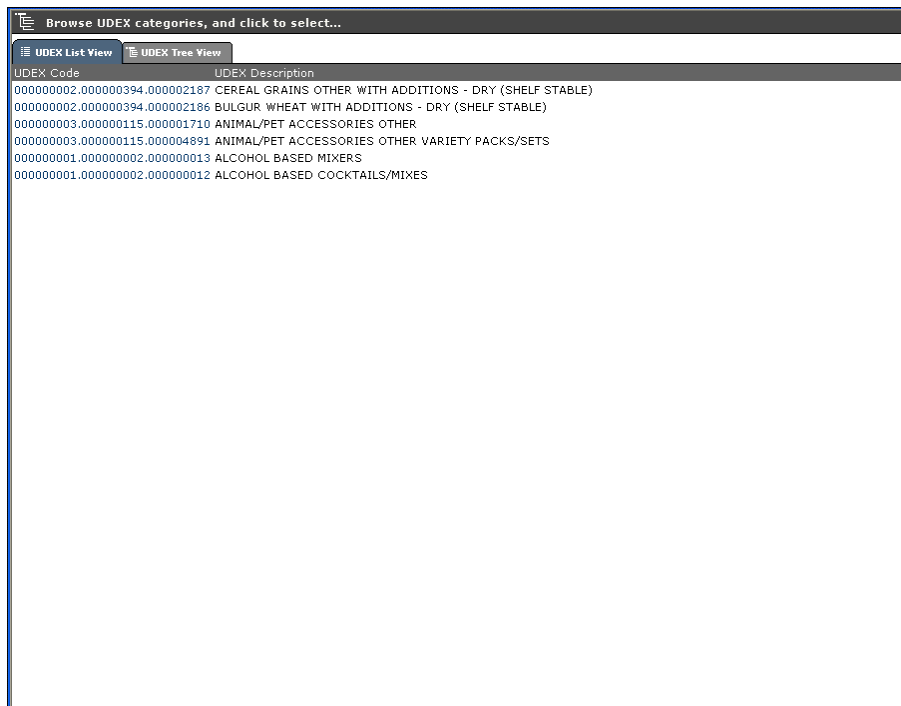 Browse UDEX categories, and click to select...
UDEX List View UDEX Tree View
UDEX Code UDEX Description
000000002.000000394.000002187 CEREAL GRAINS OTHER WITH ADDITIONS - DRY (SHELF STABLE)
000000002.000000394.000002186 BULGUR WHEAT WITH ADDITIONS - DRY (SHELF STABLE)
000000003.000000115.000001710 ANIMAL/PET ACCESSORIES OTHER
000000003.000000115.000004891 ANIMAL/PET ACCESSORIES OTHER VARIETY PACKS/SETS
000000001.000000002.000000013 ALCOHOL BASED MIXERS
000000001.000000002.000000012 ALCOHOL BASED COCKTAILS/MIXES